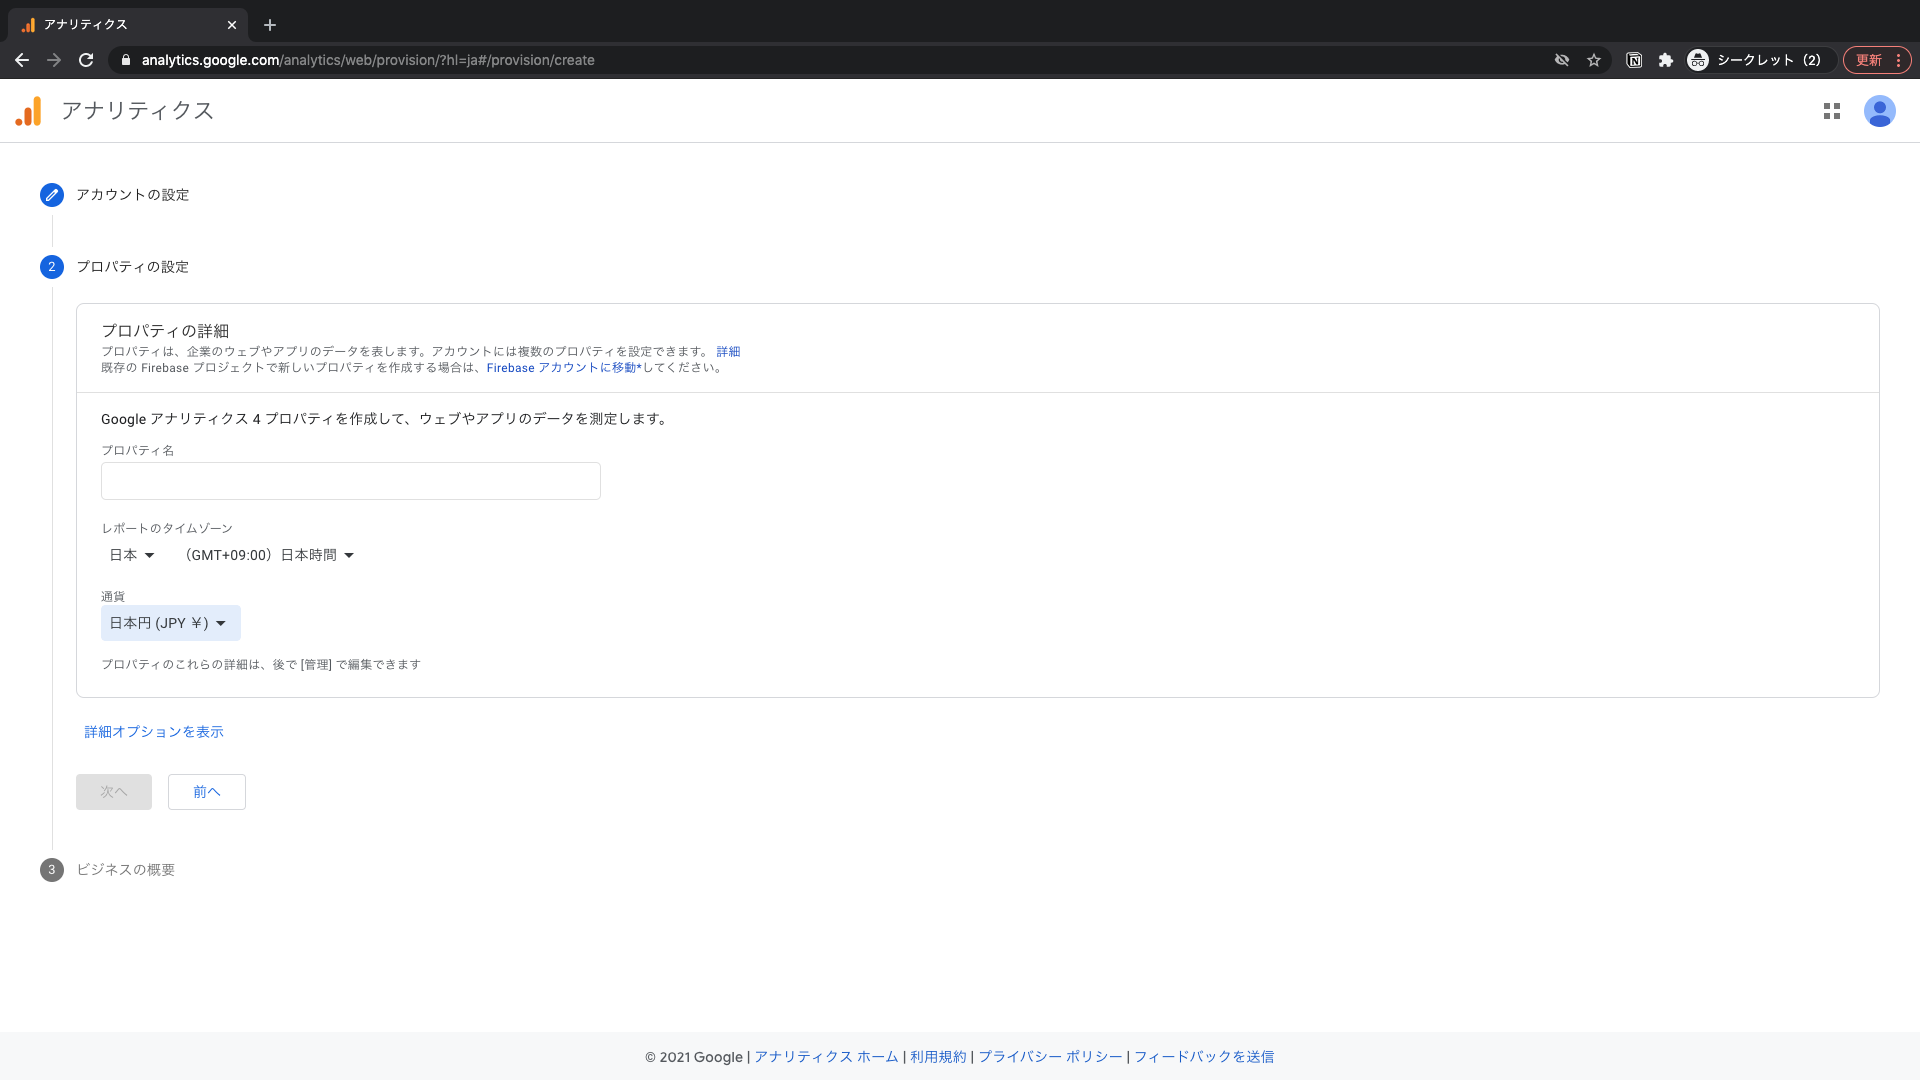 アナリティクス
analytics.google.com/analytics/web/provision/?hl=ja#/provision/create
シークレット（2）
更新
アナリティクス
アカウントの設定
2 プロパティの設定
プロパティの詳細
プロパティは、企業のウェブやアプリのデータを表します。アカウントには複数のプロパティを設定できます。 詳細
既存の Firebase プロジェクトで新しいプロパティを作成する場合は、Firebase アカウントに移動*してください。
Google アナリティクス 4 プロパティを作成して、ウェブやアプリのデータを測定します。
プロパティ名
レポートのタイムゾーン
日本 （GMT+09:00）日本時間
通貨
日本円 (JPY ￥)
プロパティのこれらの詳細は、後で [管理] で編集できます
詳細オプションを表示
次へ 前へ
3 ビジネスの概要
© 2021 Google | アナリティクス ホーム | 利用規約 | プライバシー ポリシー | フィードバックを送信